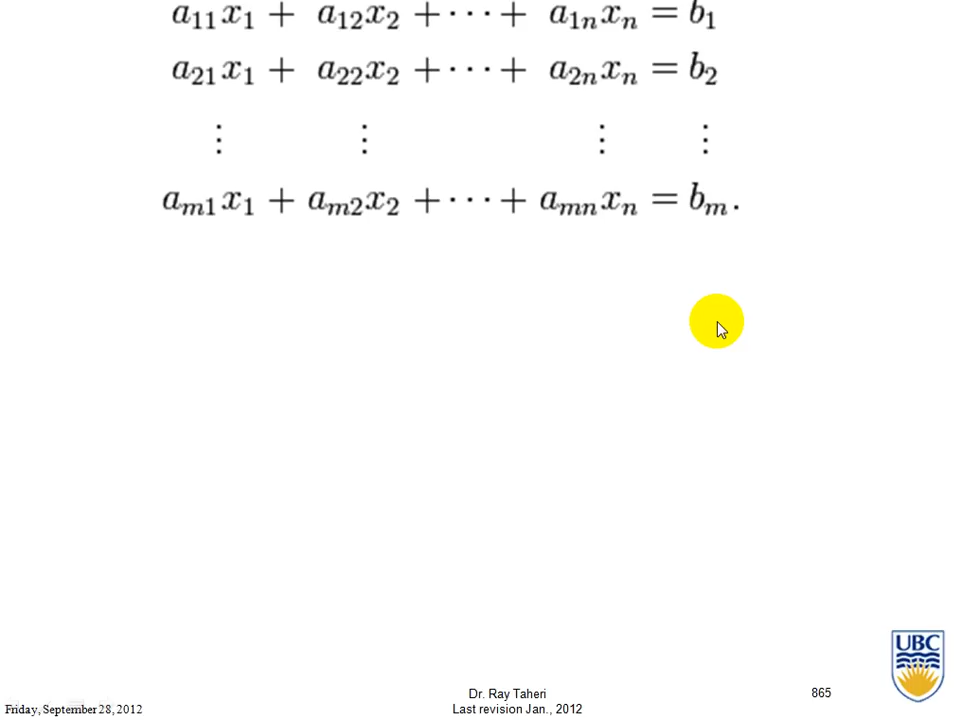 a₁₁x₁ + a₁₂x₂ + ⋯ + a₁ₙxₙ = b₁
a₂₁x₁ + a₂₂x₂ + ⋯ + a₂ₙxₙ = b₂
⋮ ⋮ ⋮ ⋮
aₘ₁x₁ + aₘ₂x₂ + ⋯ + aₘₙxₙ = bₘ.
UBC
Dr. Ray Taheri
865
Friday, September 28, 2012
Last revision Jan., 2012